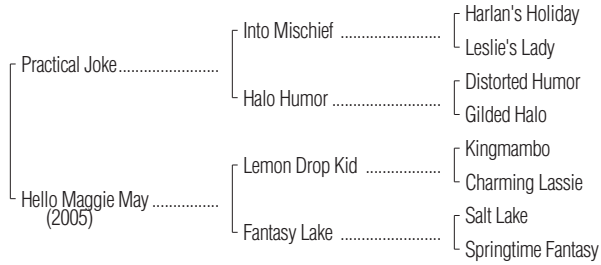 Harlan's Holiday
Into Mischief ....................
Leslie's Lady
Practical Joke....................
Distorted Humor
Halo Humor ......................
Gilded Halo
Kingmambo
Lemon Drop Kid ...............
Charming Lassie
Hello Maggie May .............
(2005)
Salt Lake
Fantasy Lake ....................
Springtime Fantasy